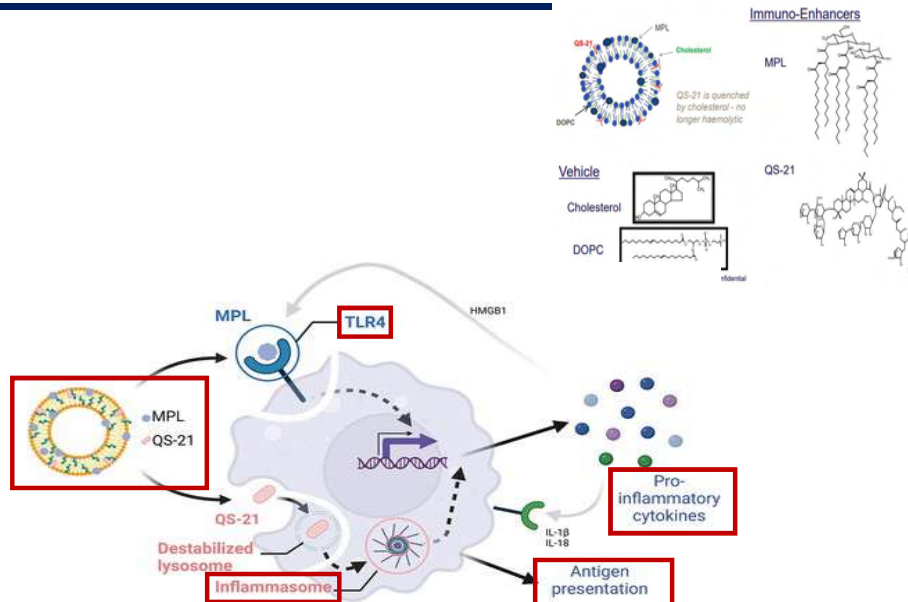 Immuno-Enhancers
MPL
MPL
QS-21
Cholesterol
QS-21 is quenched
by cholesterol - no
longer haemolytic
DOPC
QS-21
Vehicle
Cholesterol
DOPC
nfidential
MPL
TLR4
HMGB1
MPL
QS-21
QS-21
Destabilized
lysosome
Inflammasome
IL-1β
IL-18
Pro-
inflammatory
cytokines
Antigen
presentation